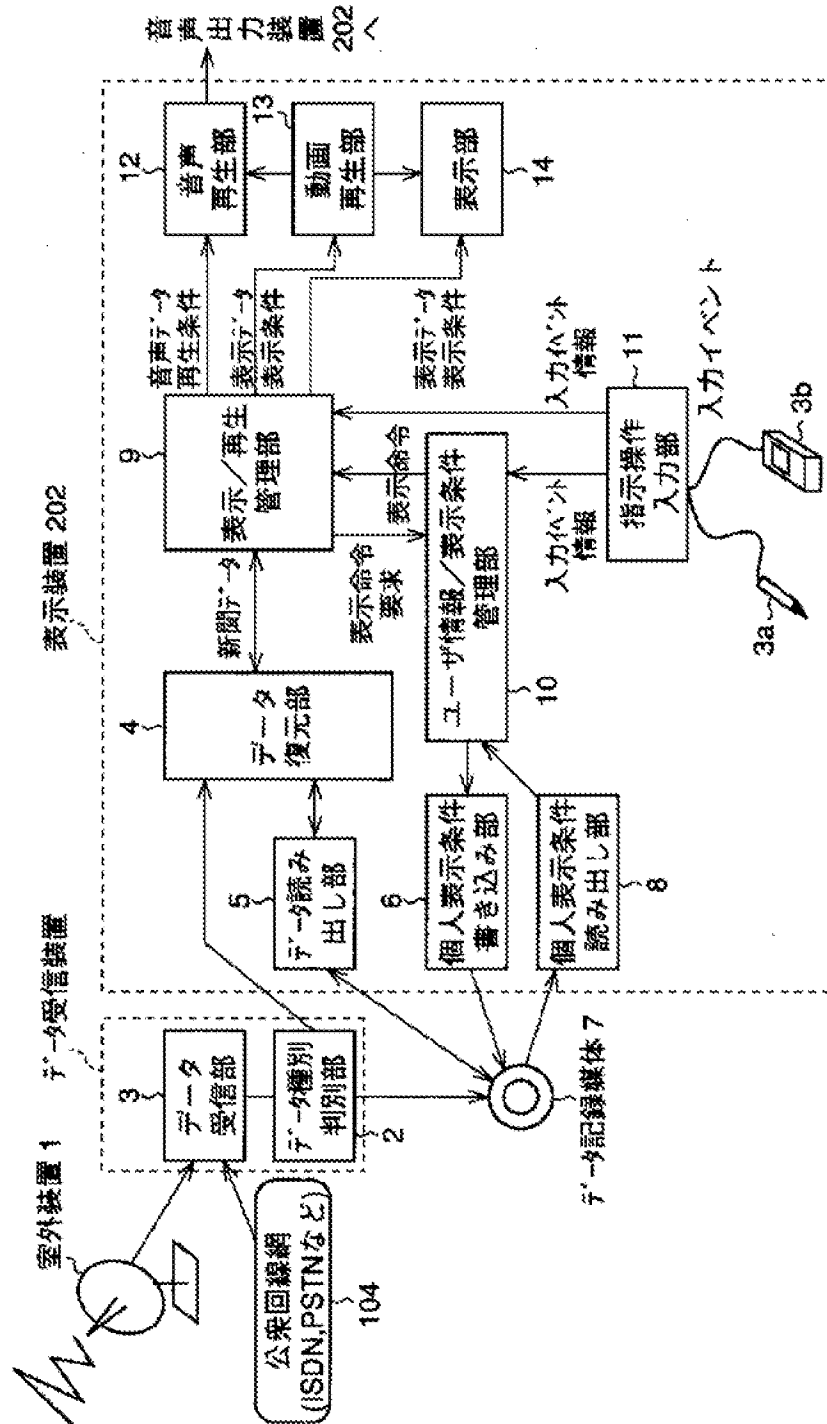 室外装置 1
データ受信装置
3
データ
受信部
データ種別
判別部
2
公衆回線網
(ISDN,PSTNなど)
104
データ記録媒体 7
表示装置 202
4
データ
復元部
5
データ読み
出し部
6
個人表示条件
書き込み部
個人表示条件
読み出し部
8
新聞データ
9
表示／再生
管理部
表示命令
要求
表示命令
ユーザ情報／表示条件
管理部
10
音声データ
再生条件
表示データ
表示条件
表示データ
表示条件
12
音声
再生部
13
動画
再生部
表示部
14
音声出力装置
202
へ
入力イベント
情報
入力イベント
情報
11
指示操作
入力部
入力イベント
3a
3b